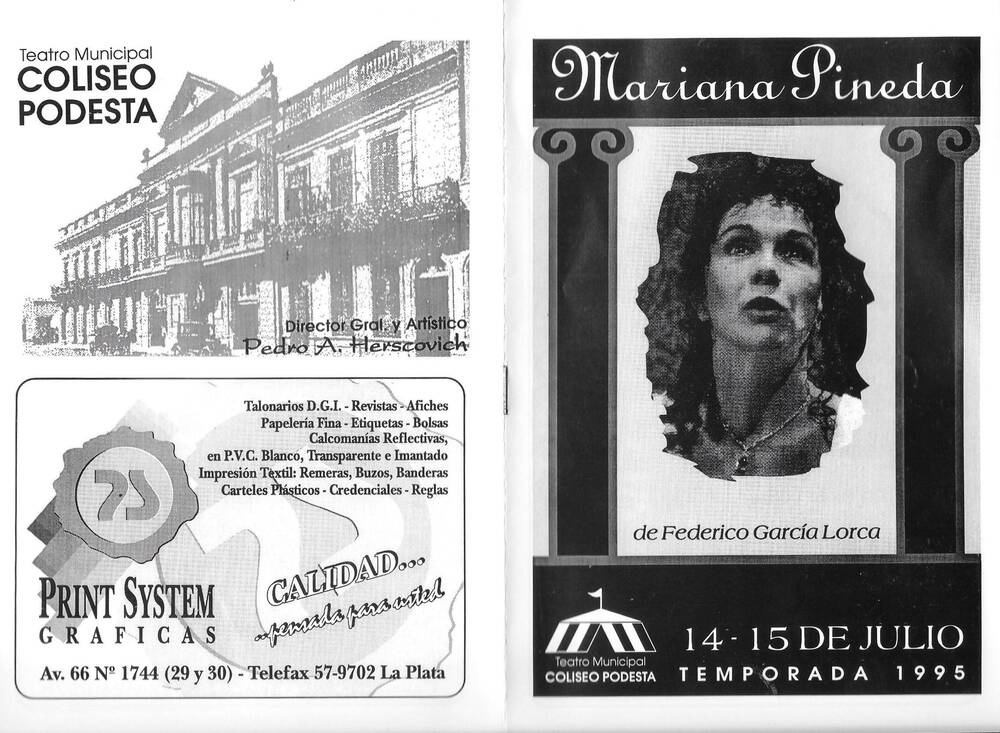 Teatro Municipal
COLISEO
PODESTA
Director Gral. y Artístico
Pedro A. Herscovich
Talonarios D.G.I. - Revistas - Afiches
Papelería Fina - Etiquetas - Bolsas
Calcomanías Reflectivas,
en P.V.C. Blanco, Transparente e Imantado
Impresión Textil: Remeras, Buzos, Banderas
Carteles Plásticos - Credenciales - Reglas
PS
PRINT SYSTEM
GRAFICAS
CALIDAD...
...pensada para usted
Av. 66 Nº 1744 (29 y 30) - Telefax 57-9702 La Plata
Mariana Pineda
de Federico García Lorca
Teatro Municipal
COLISEO PODESTA
14 - 15 DE JULIO
TEMPORADA 1995